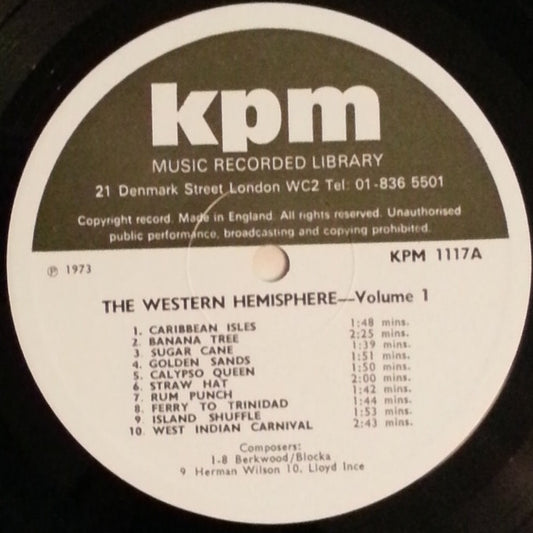 kpm
MUSIC RECORDED LIBRARY
21 Denmark Street London WC2 Tel: 01-836 5501
Copyright record. Made in England. All rights reserved. Unauthorised
public performance, broadcasting and copying prohibited.
KPM 1117A
℗ 1973
THE WESTERN HEMISPHERE—Volume 1
1. CARIBBEAN ISLES 1:48 mins.
2. BANANA TREE 2:25 mins.
3 SUGAR CANE 1:39 mins.
4. GOLDEN SANDS 1:51 mins.
5. CALYPSO QUEEN 1:50 mins.
6. STRAW HAT 2:00 mins.
7. RUM PUNCH 1:42 mins.
8. FERRY TO TRINIDAD 1:44 mins.
9. ISLAND SHUFFLE 1:53 mins.
10. WEST INDIAN CARNIVAL 2:43 mins.
Composers:
1-8 Berkwood/Blocka
9 Herman Wilson 10. Lloyd Ince